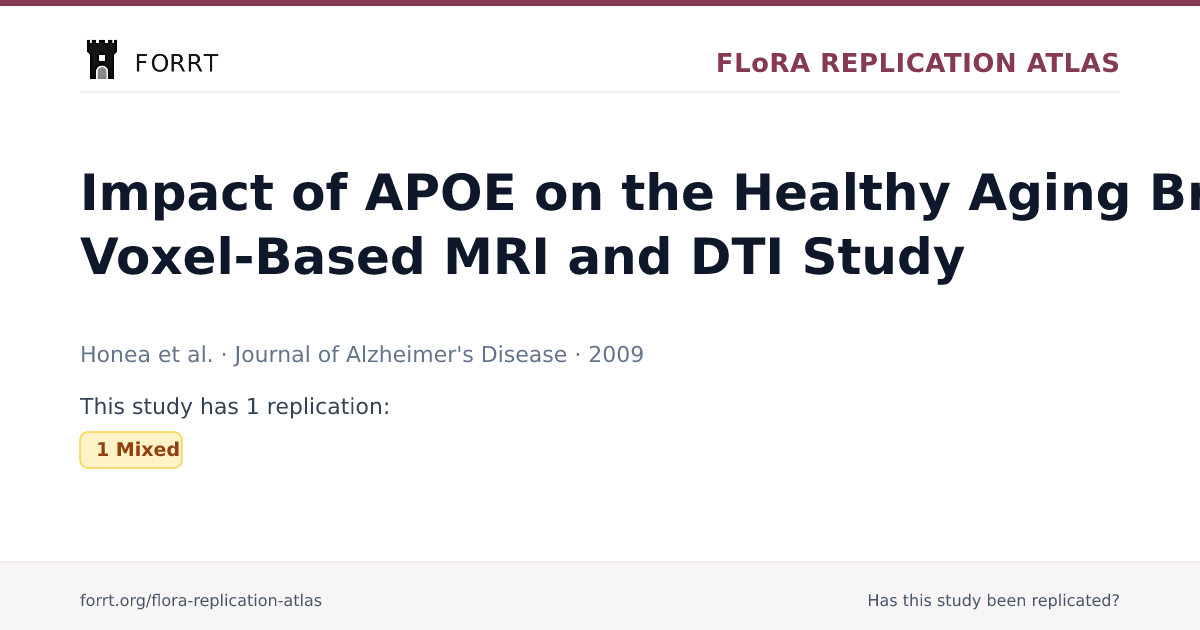 FORRT
FLoRA REPLICATION ATLAS
Impact of APOE on the Healthy Aging
Voxel-Based MRI and DTI Study
Honea et al. · Journal of Alzheimer's Disease · 2009
This study has 1 replication:
1 Mixed
forrt.org/flora-replication-atlas
Has this study been replicated?